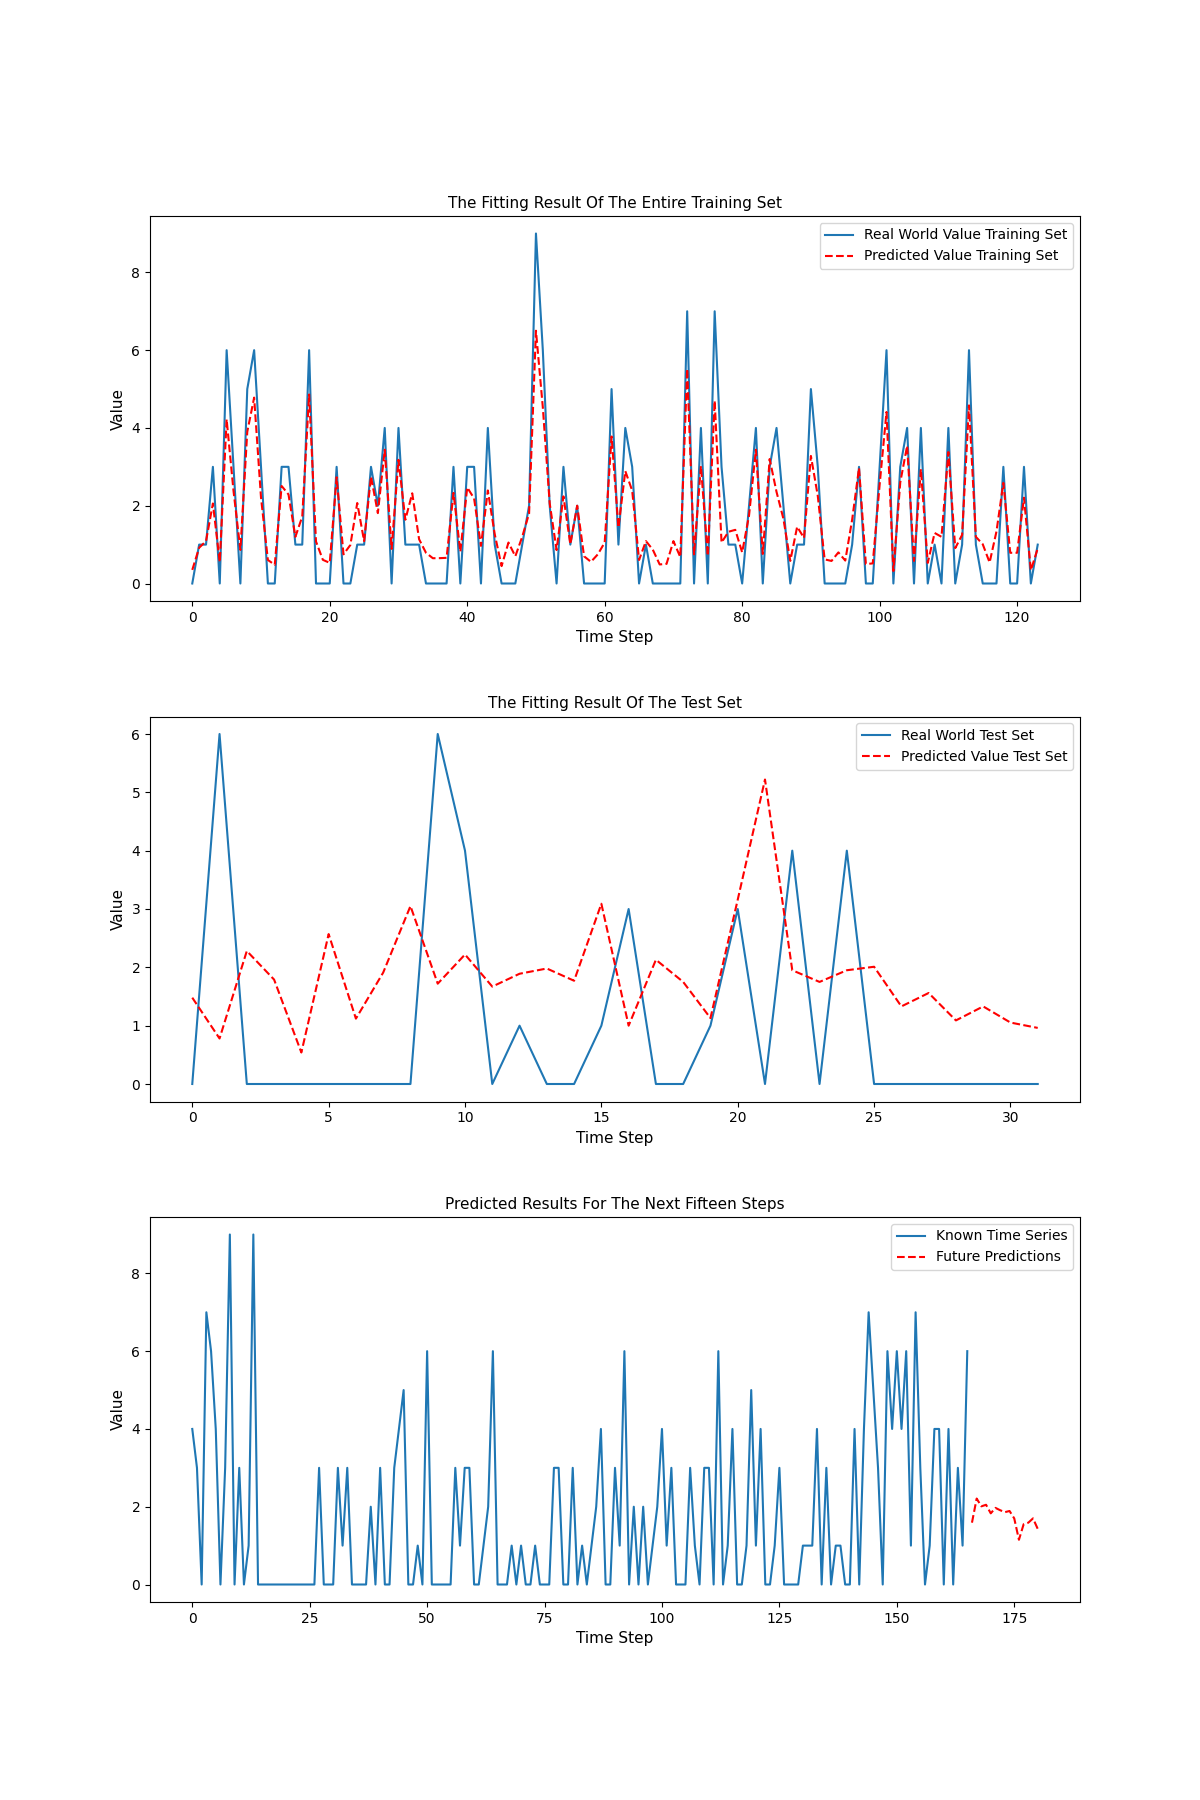 The Fitting Result Of The Entire Training Set
Real World Value Training Set
Predicted Value Training Set
8
6
4
2
0
Value
0 20 40 60 80 100 120
Time Step
The Fitting Result Of The Test Set
Real World Test Set
Predicted Value Test Set
6
5
4
3
2
1
0
Value
0 5 10 15 20 25 30
Time Step
Predicted Results For The Next Fifteen Steps
Known Time Series
Future Predictions
8
6
4
2
0
Value
0 25 50 75 100 125 150 175
Time Step